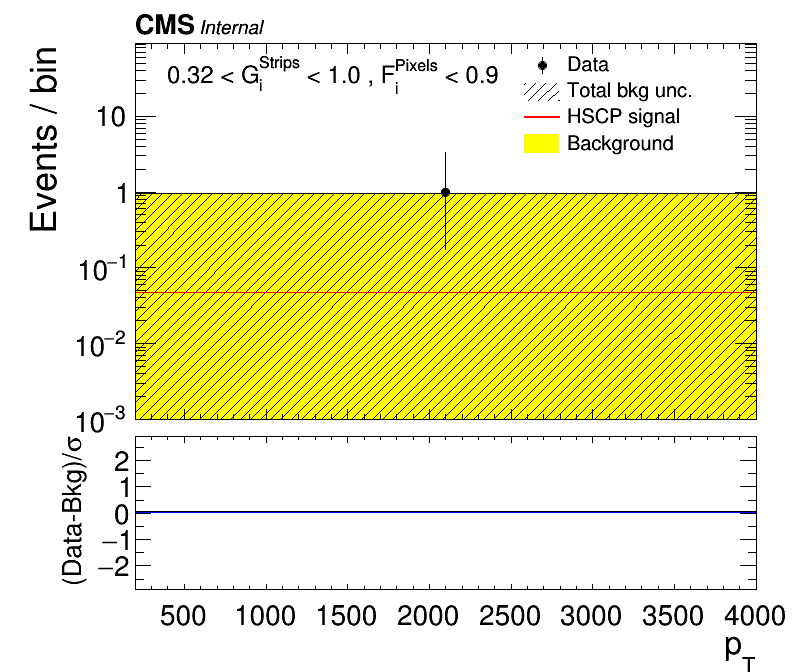 CMS Internal
0.32 < G_i^Strips < 1.0 , F_i^Pixels < 0.9
Data
Total bkg unc.
HSCP signal
Background
Events / bin
10
1
10^−1
10^−2
10^−3
(Data-Bkg)/σ
2
1
0
−1
−2
500 1000 1500 2000 2500 3000 3500 4000
p_T